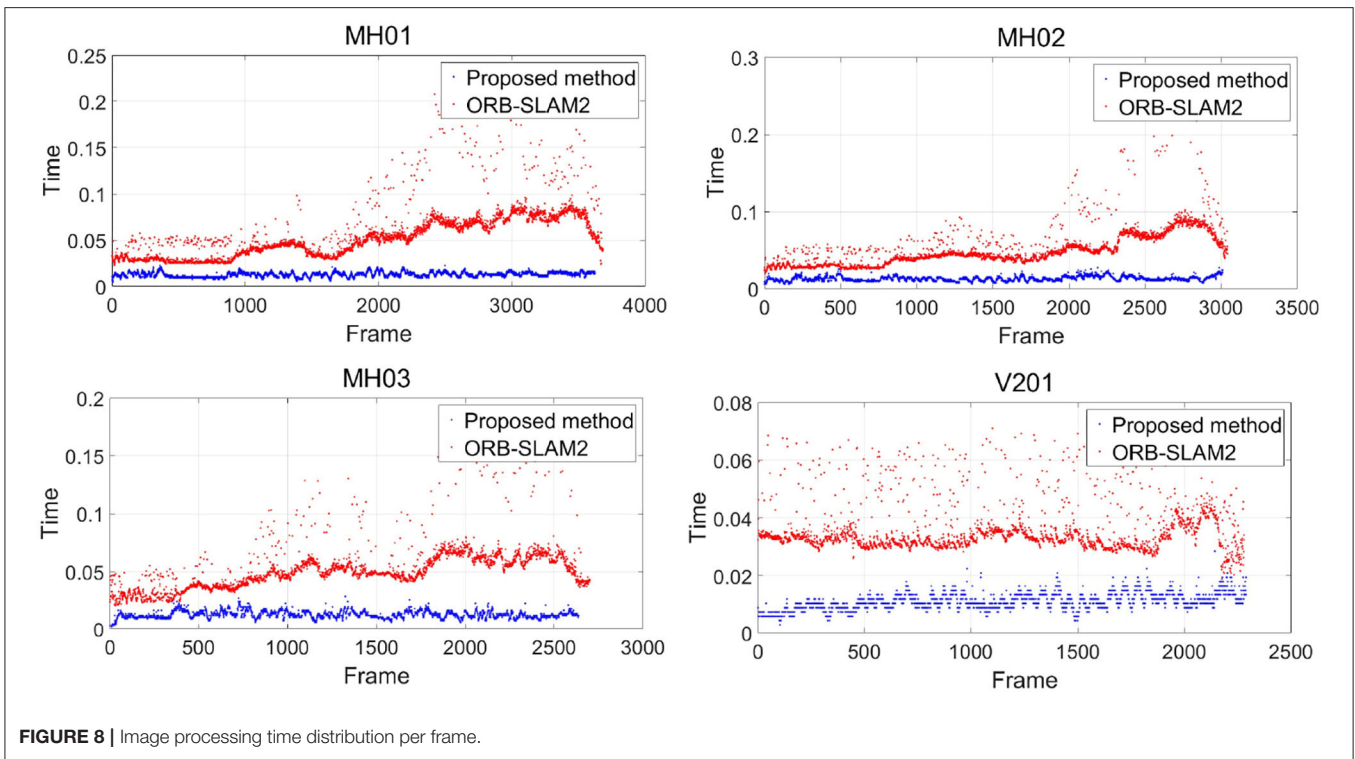 MH01
0.25
0.2
0.15
0.1
0.05
0
Time
Proposed method
ORB-SLAM2
0 1000 2000 3000 4000
Frame
MH02
0.3
0.2
0.1
0
Time
Proposed method
ORB-SLAM2
0 500 1000 1500 2000 2500 3000 3500
Frame
MH03
0.2
0.15
0.1
0.05
0
Time
Proposed method
ORB-SLAM2
0 500 1000 1500 2000 2500 3000
Frame
V201
0.08
0.06
0.04
0.02
0
Time
Proposed method
ORB-SLAM2
0 500 1000 1500 2000 2500
Frame
FIGURE 8 | Image processing time distribution per frame.